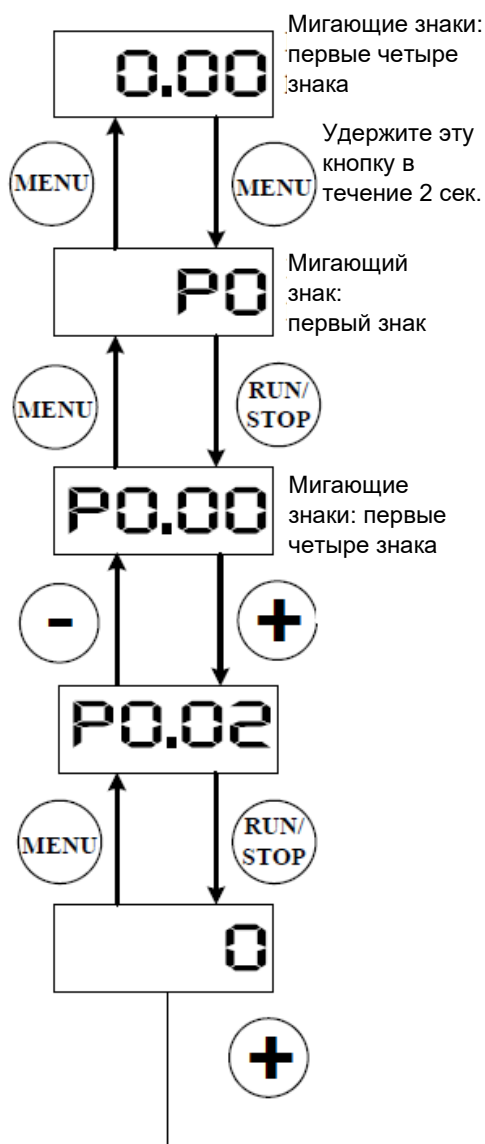 0.00
Мигающие знаки:
первые четыре
знака
Удержите эту
кнопку в
течение 2 сек.
MENU
MENU
P0
Мигающий
знак:
первый знак
MENU
RUN/
STOP
P0.00
Мигающие
знаки: первые
четыре знака
-
+
P0.02
MENU
RUN/
STOP
0
+